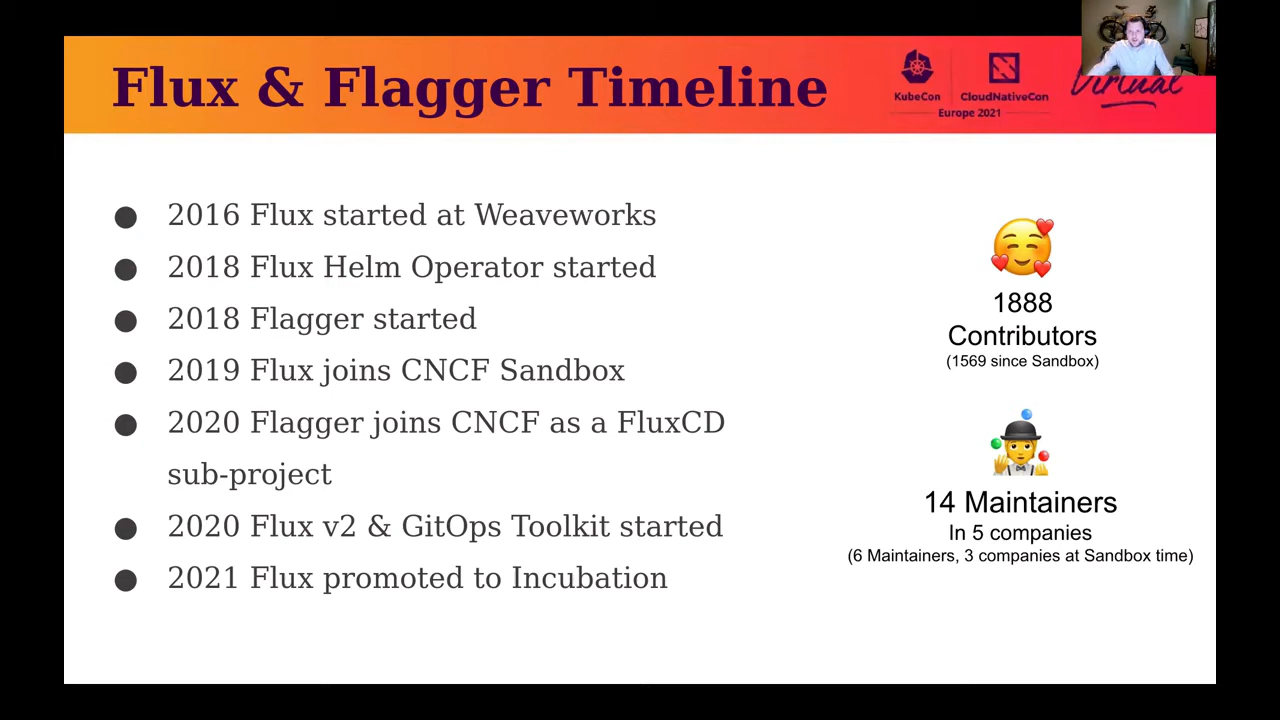 Flux & Flagger Timeline
KubeCon
CloudNativeCon
Europe 2021
Virtual
● 2016 Flux started at Weaveworks
● 2018 Flux Helm Operator started
● 2018 Flagger started
● 2019 Flux joins CNCF Sandbox
● 2020 Flagger joins CNCF as a FluxCD
sub-project
● 2020 Flux v2 & GitOps Toolkit started
● 2021 Flux promoted to Incubation
1888
Contributors
(1569 since Sandbox)
14 Maintainers
In 5 companies
(6 Maintainers, 3 companies at Sandbox time)